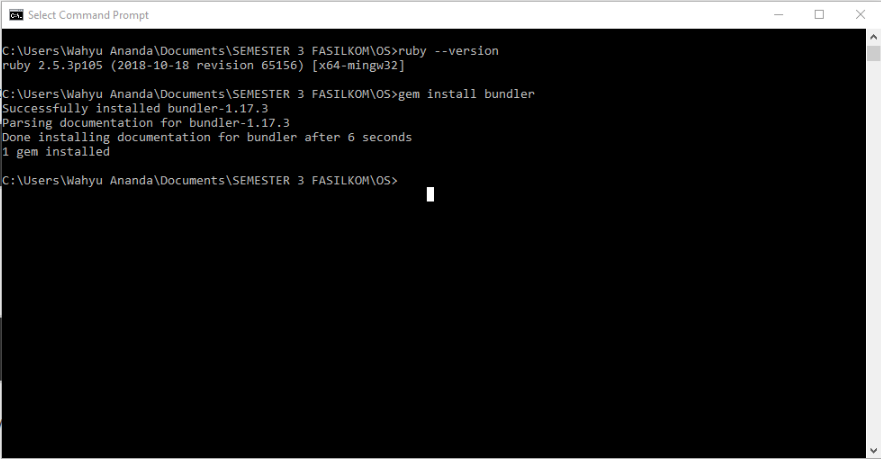 Select Command Prompt
C:\Users\Wahyu Ananda\Documents\SEMESTER 3 FASILKOM\OS>ruby --version
ruby 2.5.3p105 (2018-10-18 revision 65156) [x64-mingw32]
C:\Users\Wahyu Ananda\Documents\SEMESTER 3 FASILKOM\OS>gem install bundler
Successfully installed bundler-1.17.3
Parsing documentation for bundler-1.17.3
Done installing documentation for bundler after 6 seconds
1 gem installed
C:\Users\Wahyu Ananda\Documents\SEMESTER 3 FASILKOM\OS>